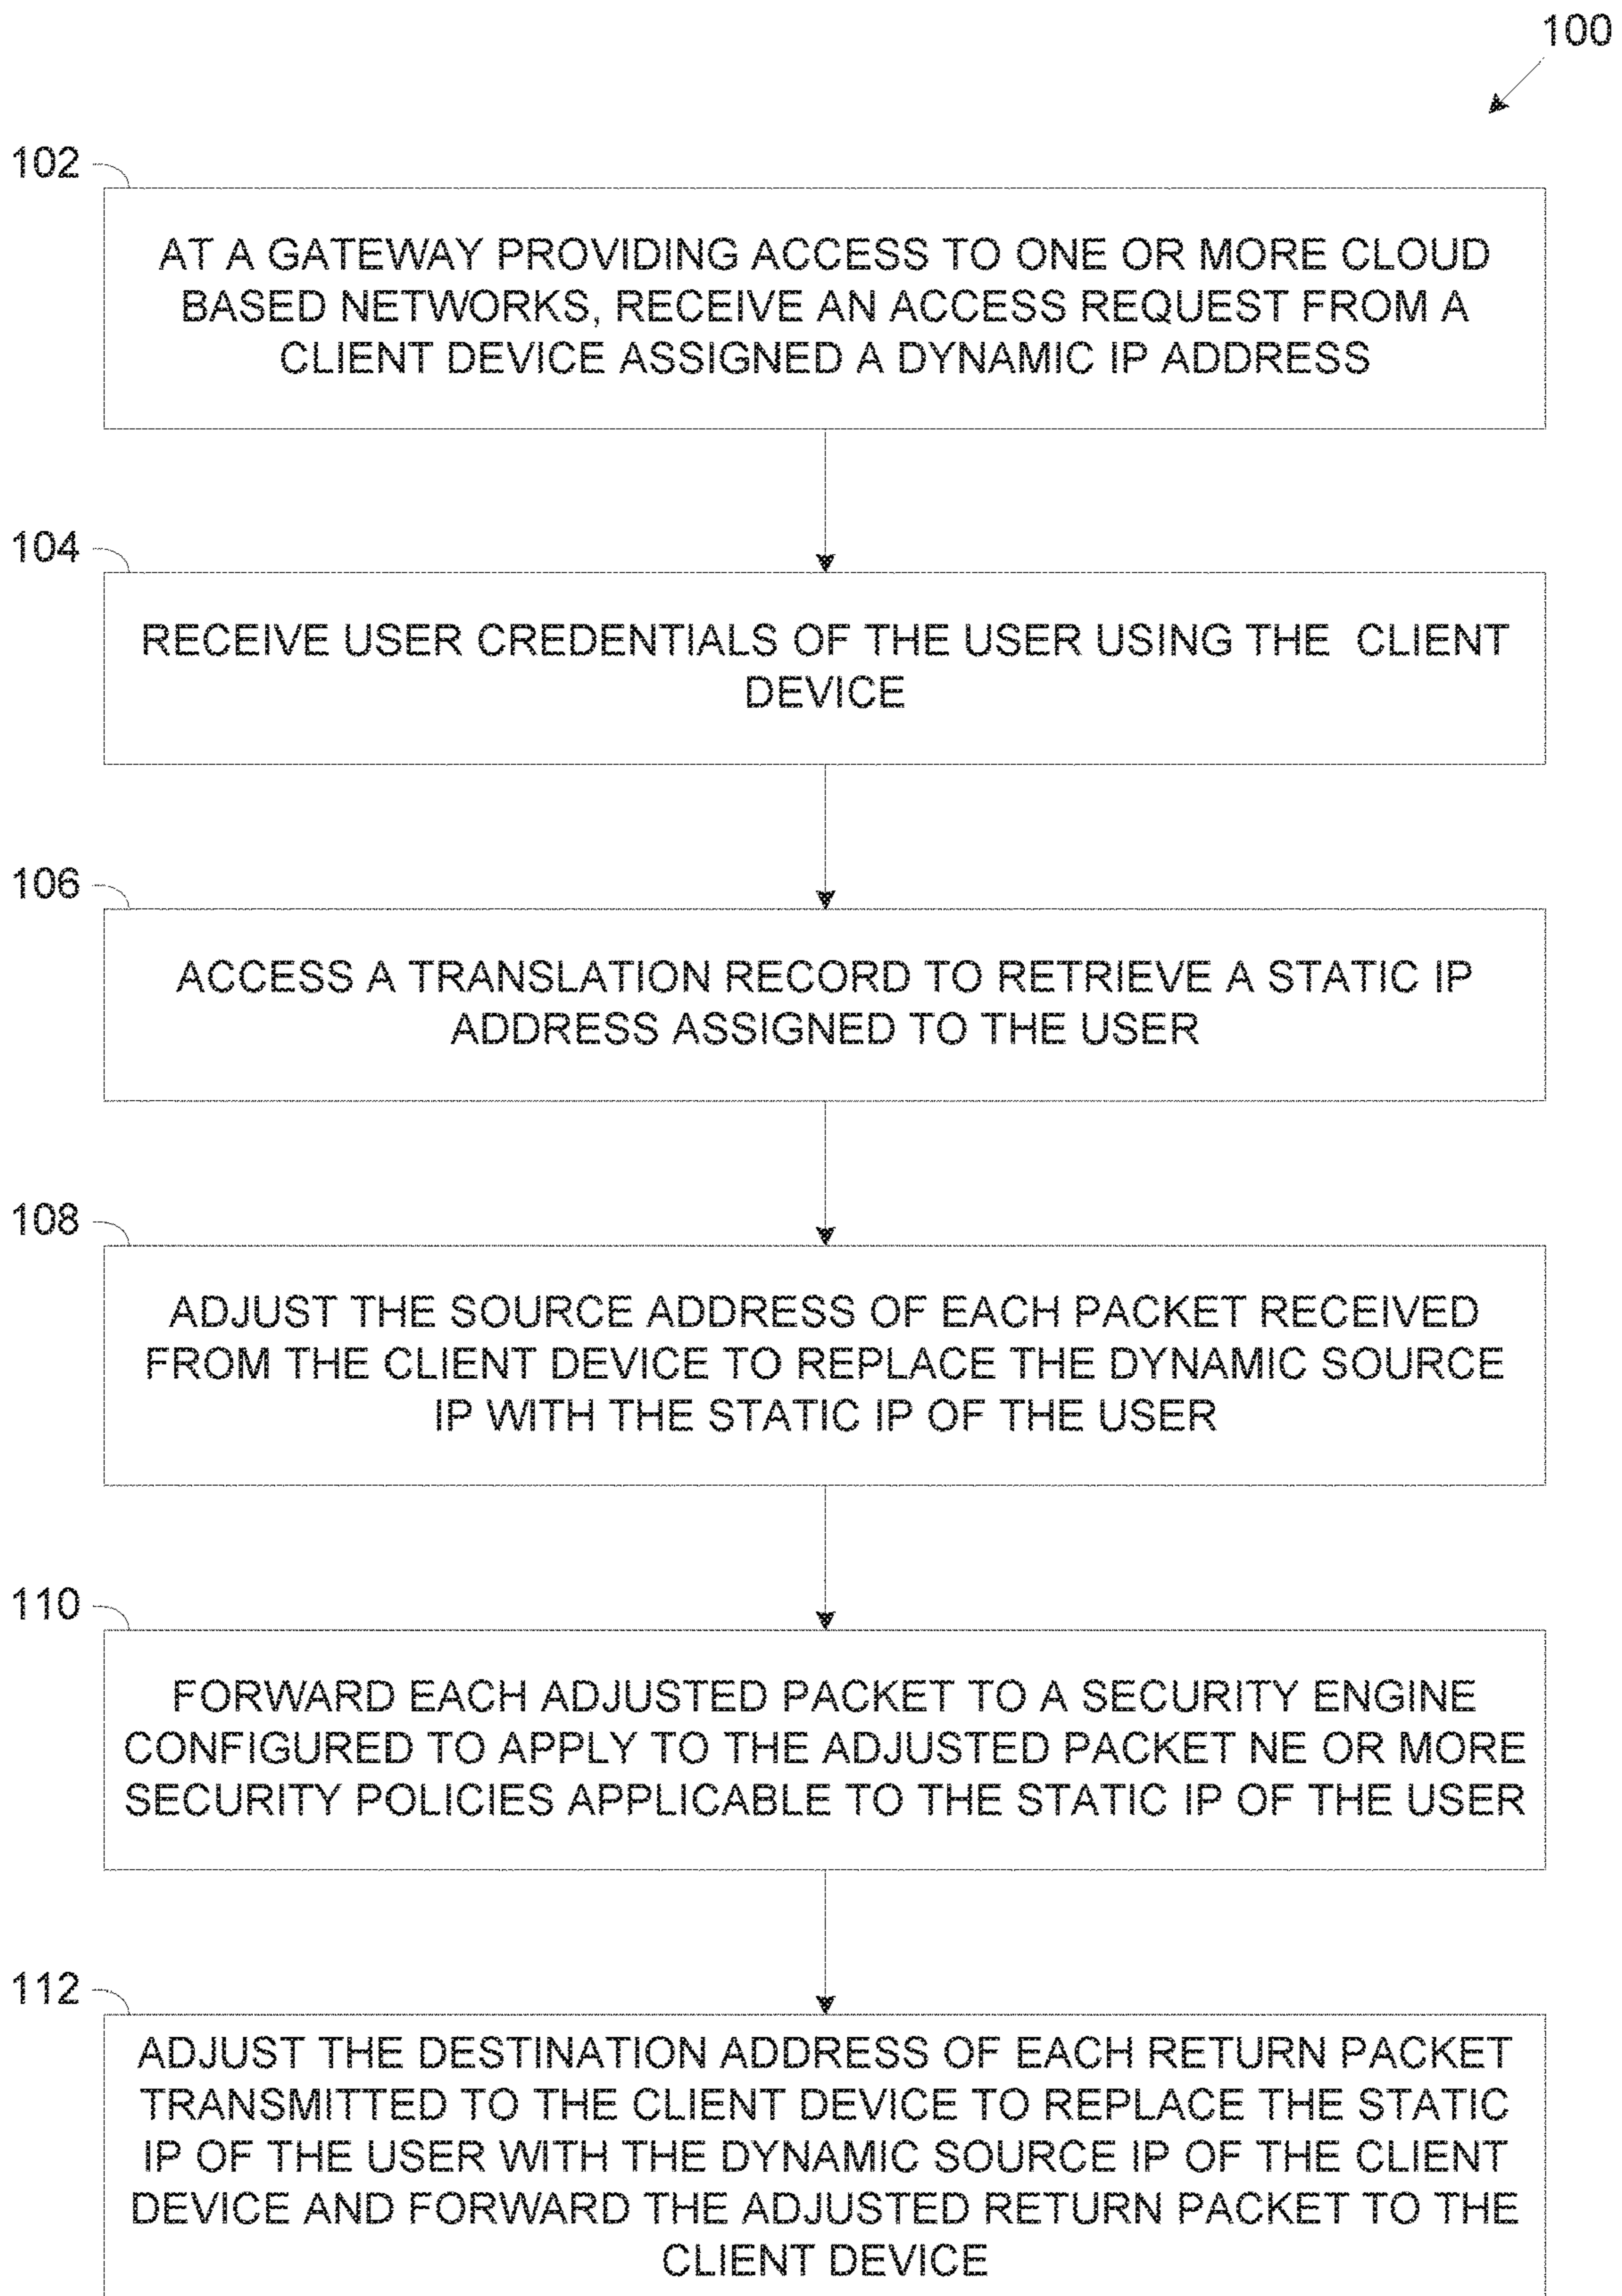 100
102
AT A GATEWAY PROVIDING ACCESS TO ONE OR MORE CLOUD
BASED NETWORKS, RECEIVE AN ACCESS REQUEST FROM A
CLIENT DEVICE ASSIGNED A DYNAMIC IP ADDRESS
104
RECEIVE USER CREDENTIALS OF THE USER USING THE CLIENT
DEVICE
106
ACCESS A TRANSLATION RECORD TO RETRIEVE A STATIC IP
ADDRESS ASSIGNED TO THE USER
108
ADJUST THE SOURCE ADDRESS OF EACH PACKET RECEIVED
FROM THE CLIENT DEVICE TO REPLACE THE DYNAMIC SOURCE
IP WITH THE STATIC IP OF THE USER
110
FORWARD EACH ADJUSTED PACKET TO A SECURITY ENGINE
CONFIGURED TO APPLY TO THE ADJUSTED PACKET NE OR MORE
SECURITY POLICIES APPLICABLE TO THE STATIC IP OF THE USER
112
ADJUST THE DESTINATION ADDRESS OF EACH RETURN PACKET
TRANSMITTED TO THE CLIENT DEVICE TO REPLACE THE STATIC
IP OF THE USER WITH THE DYNAMIC SOURCE IP OF THE CLIENT
DEVICE AND FORWARD THE ADJUSTED RETURN PACKET TO THE
CLIENT DEVICE